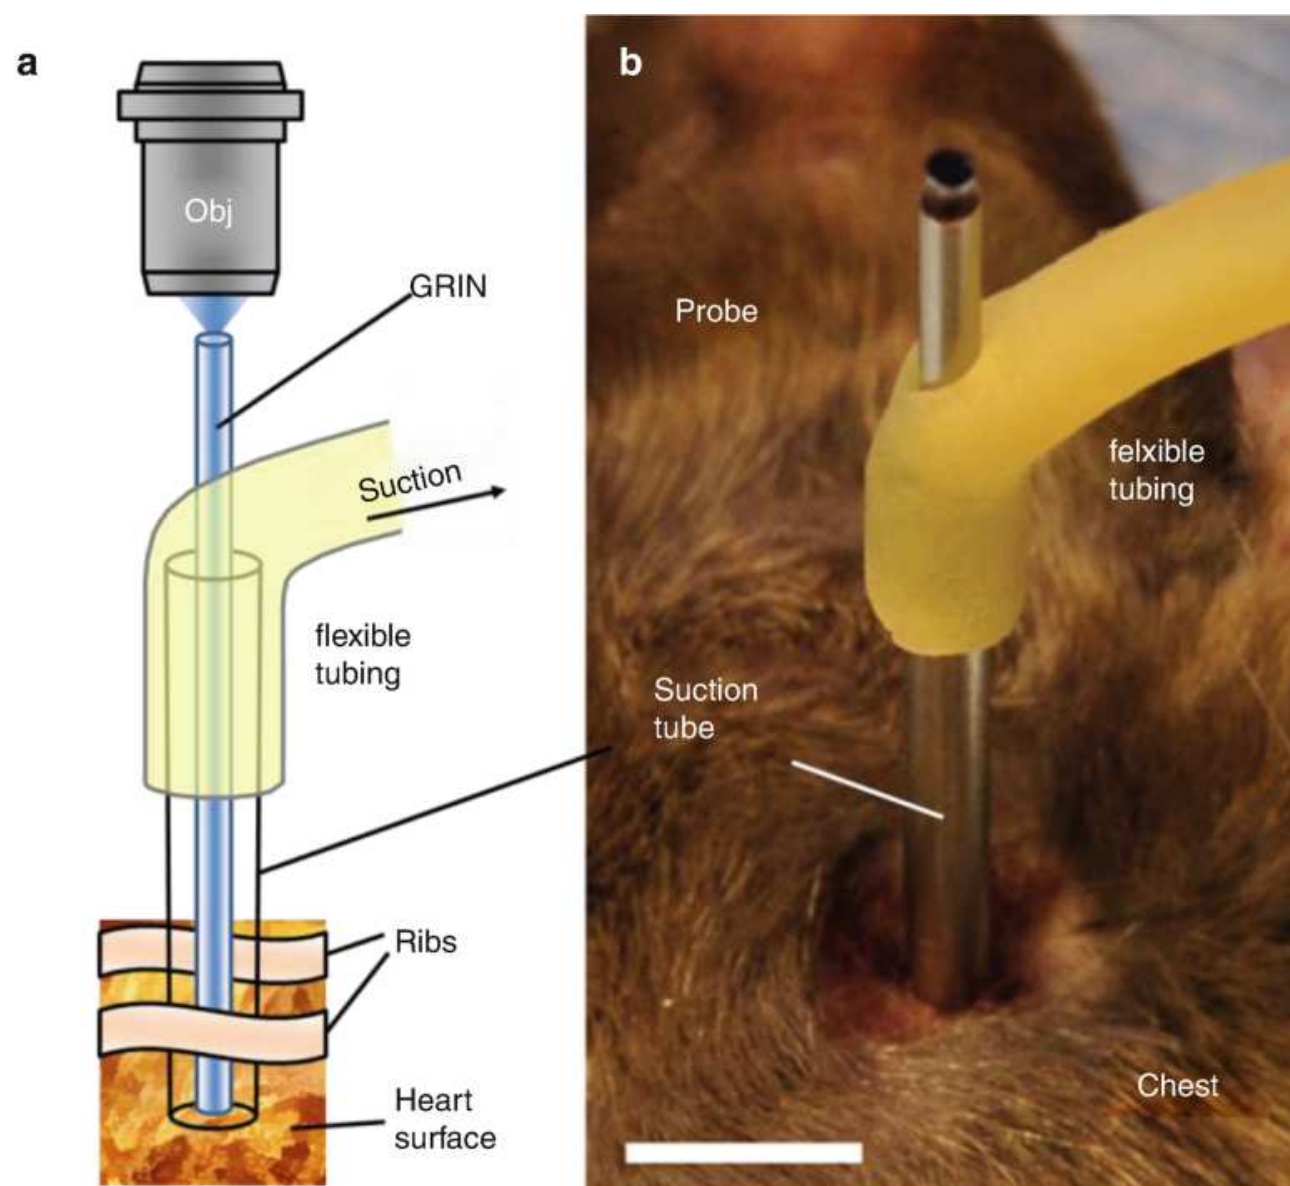 a
Obj
GRIN
Suction
flexible
tubing
Ribs
Heart
surface
b
Probe
felxible
tubing
Suction
tube
Chest